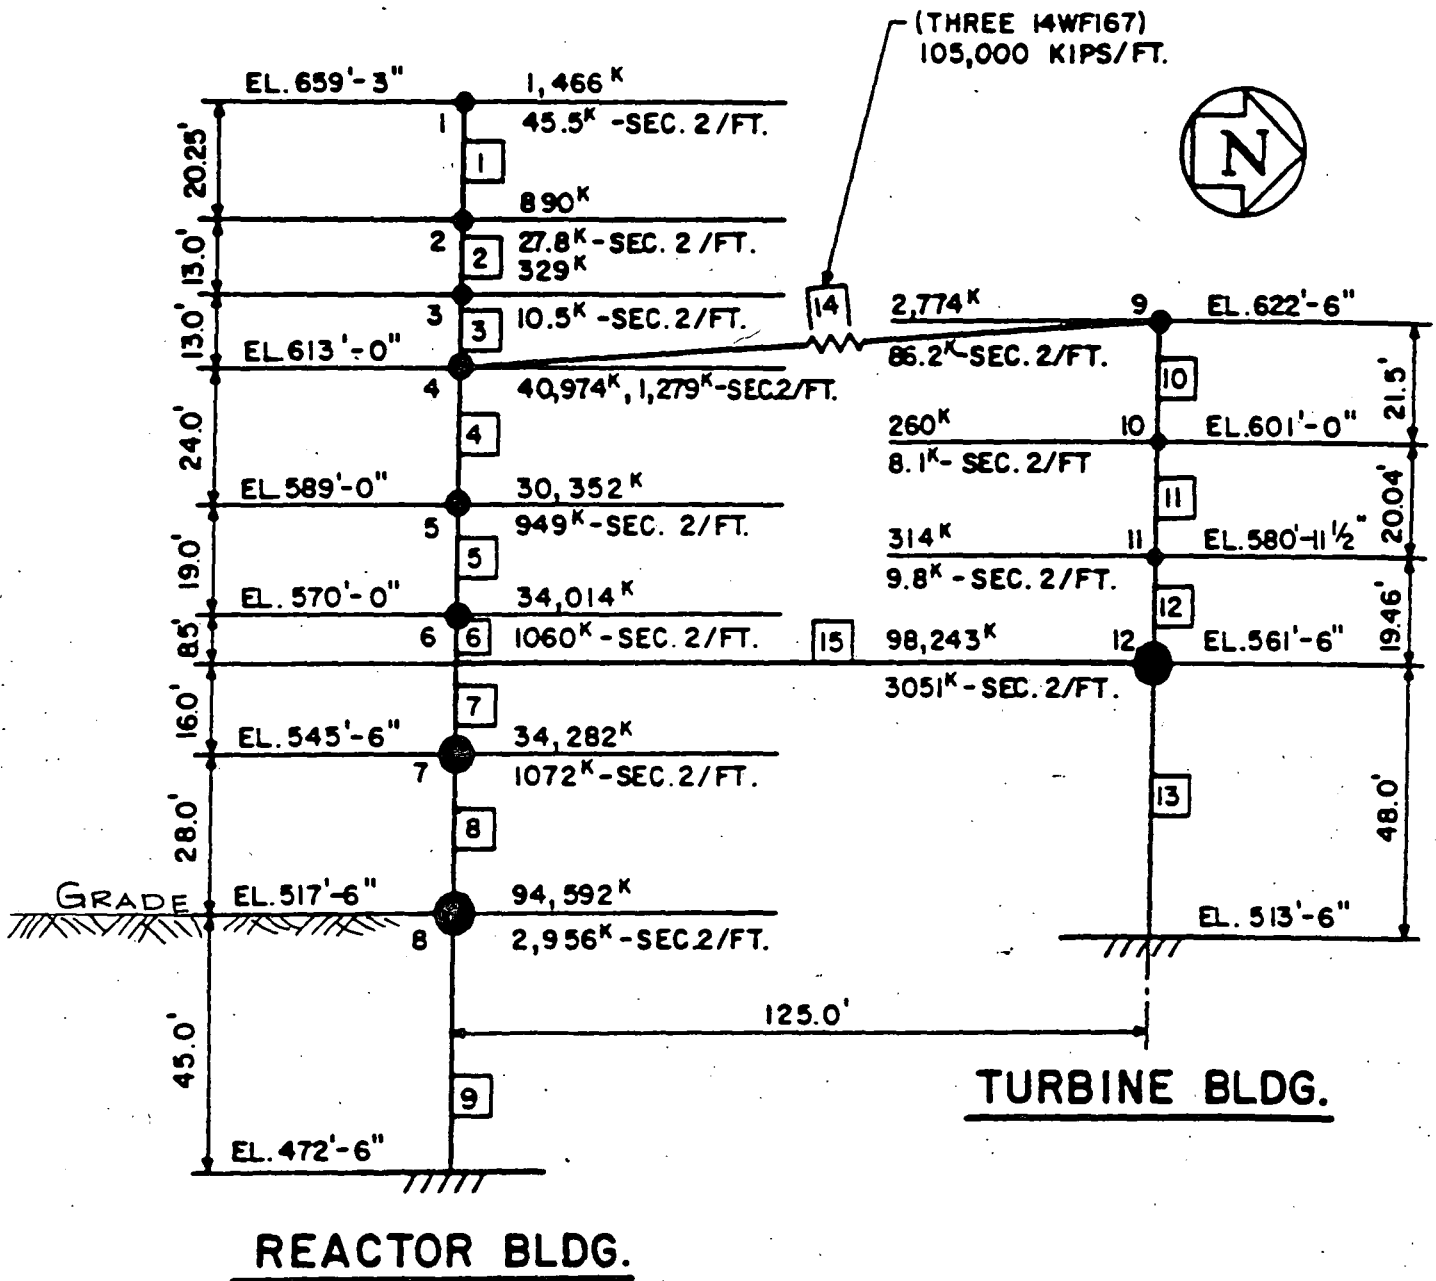 (THREE 14WF167)
105,000 KIPS/FT.
N
EL. 659'-3" 1,466K
1 45.5K -SEC. 2/FT.
20.25'
1
890K
2 27.8K-SEC. 2/FT.
13.0'
2
329K
3 10.5K -SEC. 2/FT.
13.0'
3
EL.613'-0"
4 40,974K, 1,279K-SEC.2/FT.
14
2,774K 9 EL. 622'-6"
86.2K-SEC. 2/FT.
10
21.5'
24.0'
4
260K 10 EL.601'-0"
8.1K- SEC. 2/FT
EL.589'-0" 30,352K
5 949K-SEC. 2/FT.
11
20.04'
19.0'
5
314K 11 EL.580'-11 1/2"
9.8K-SEC. 2/FT.
EL. 570'-0" 34,014K
6 6 1060K-SEC. 2/FT.
8.5'
12
19.46'
15 98,243K 12 EL.561'-6"
3051K-SEC. 2/FT.
16.0'
7
EL. 545'-6" 34,282K
7 1072K-SEC. 2/FT.
13
48.0'
28.0'
8
GRADE EL. 517'-6" 94,592K
8 2,956K-SEC.2/FT.
EL. 513'-6"
45.0'
125.0'
9
TURBINE BLDG.
EL. 472'-6"
REACTOR BLDG.